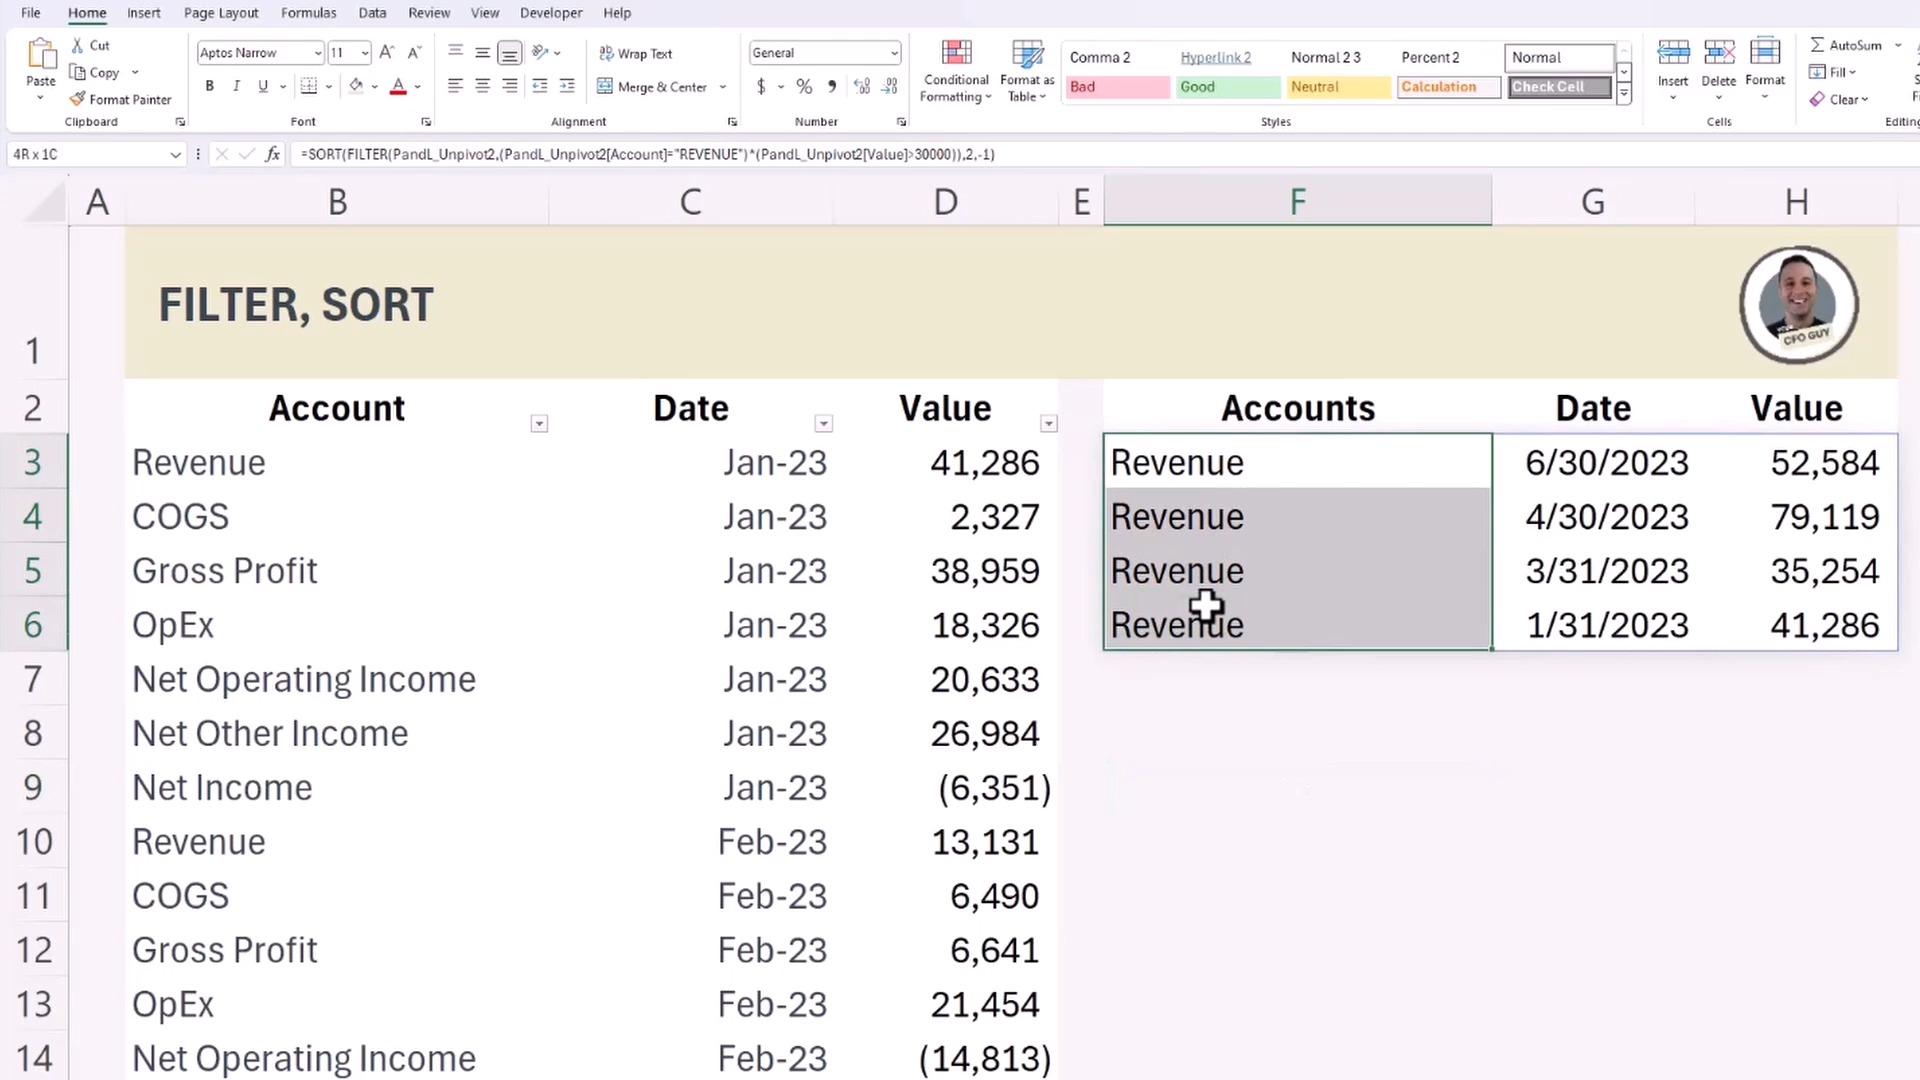 File Home Insert Page Layout Formulas Data Review View Developer Help
Paste Cut Copy Format Painter Clipboard
Aptos Narrow 11 A A B I U A Font
Wrap Text Merge & Center Alignment
General $ % Number
Conditional Formatting Format as Table
Comma 2 Hyperlink 2 Normal 2 3 Percent 2 Normal
Bad Good Neutral Calculation Check Cell
Styles
Insert Delete Format Cells
AutoSum Fill Clear Editing
4R x 1C fx =SORT(FILTER(PandL_Unpivot2,(PandL_Unpivot2[Account]="REVENUE")*(PandL_Unpivot2[Value]>30000)),2,-1)
A B C D E F G H
1 FILTER, SORT CFO GUY
2 Account Date Value Accounts Date Value
3 Revenue Jan-23 41,286 Revenue 6/30/2023 52,584
4 COGS Jan-23 2,327 Revenue 4/30/2023 79,119
5 Gross Profit Jan-23 38,959 Revenue 3/31/2023 35,254
6 OpEx Jan-23 18,326 Revenue 1/31/2023 41,286
7 Net Operating Income Jan-23 20,633
8 Net Other Income Jan-23 26,984
9 Net Income Jan-23 (6,351)
10 Revenue Feb-23 13,131
11 COGS Feb-23 6,490
12 Gross Profit Feb-23 6,641
13 OpEx Feb-23 21,454
14 Net Operating Income Feb-23 (14,813)